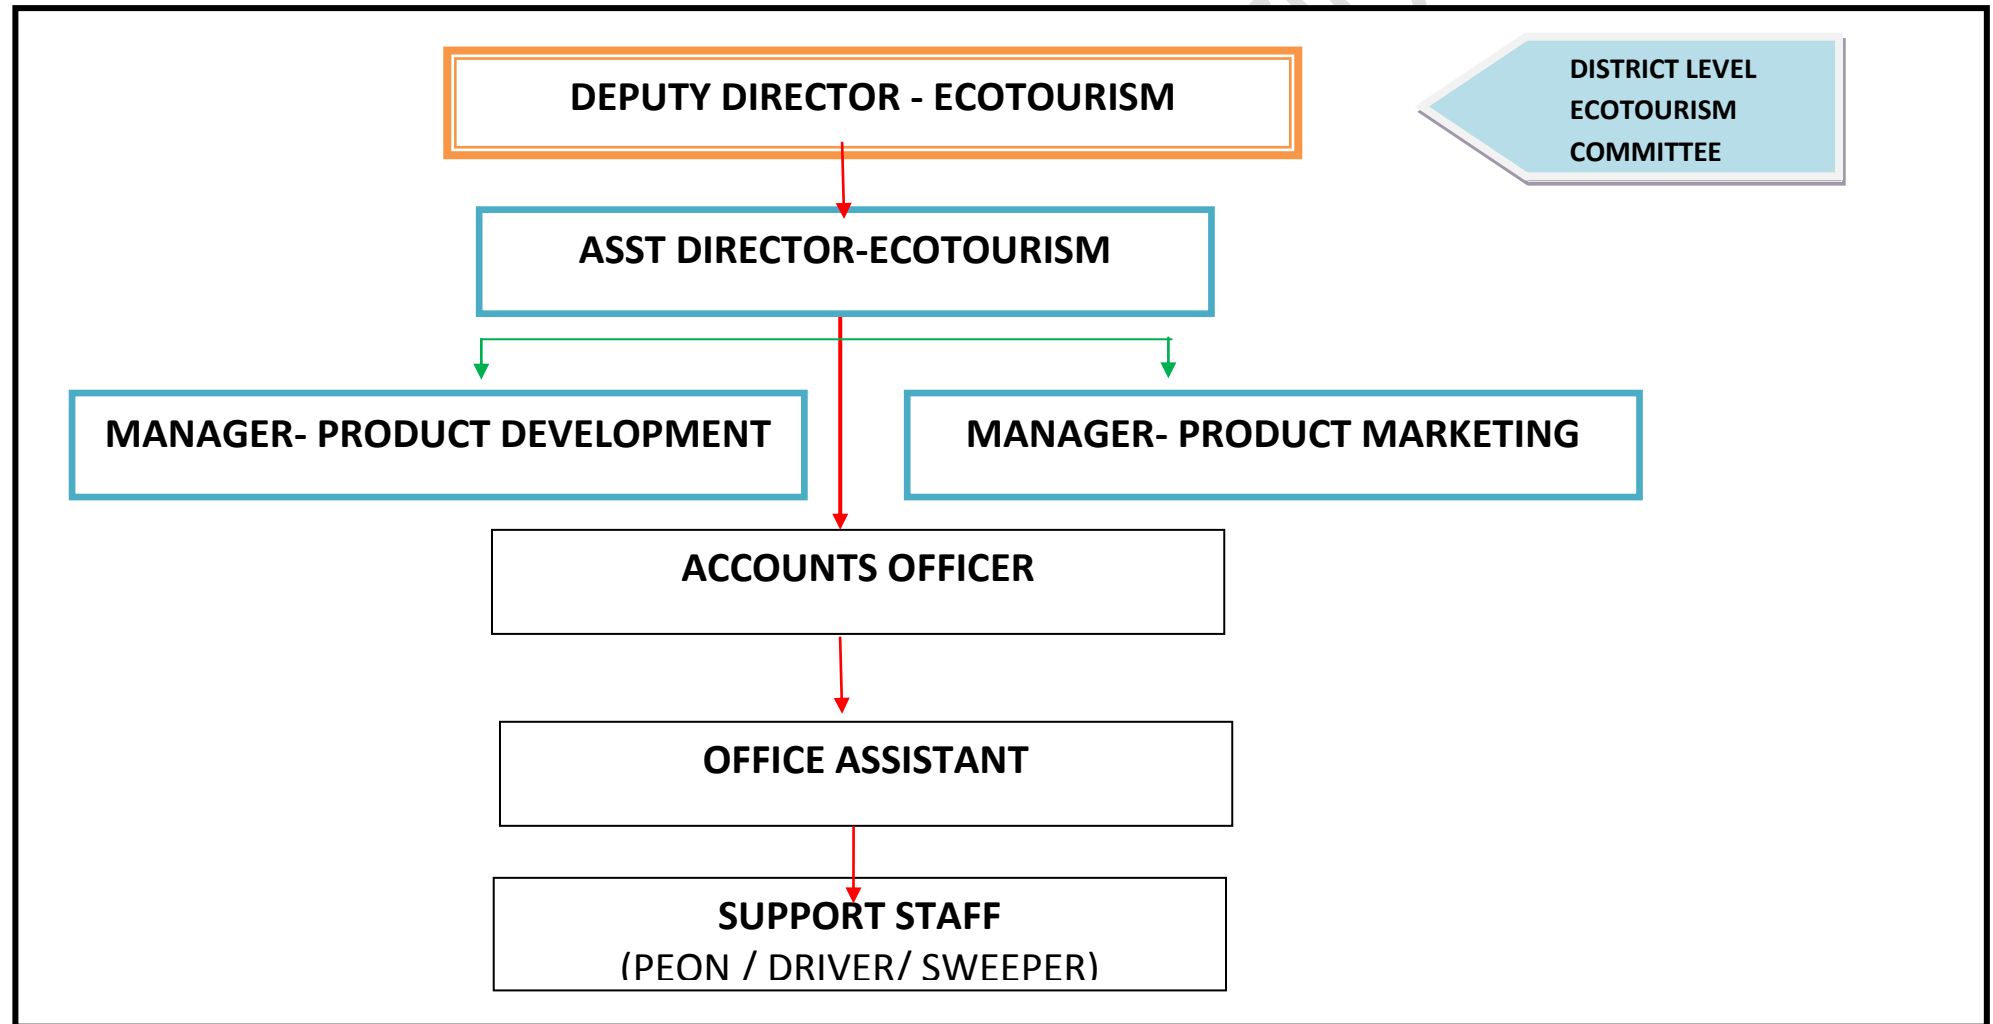 DEPUTY DIRECTOR - ECOTOURISM
DISTRICT LEVEL
ECOTOURISM
COMMITTEE
ASST DIRECTOR-ECOTOURISM
MANAGER- PRODUCT DEVELOPMENT
MANAGER- PRODUCT MARKETING
ACCOUNTS OFFICER
OFFICE ASSISTANT
SUPPORT STAFF
(PEON / DRIVER/ SWEEPER)